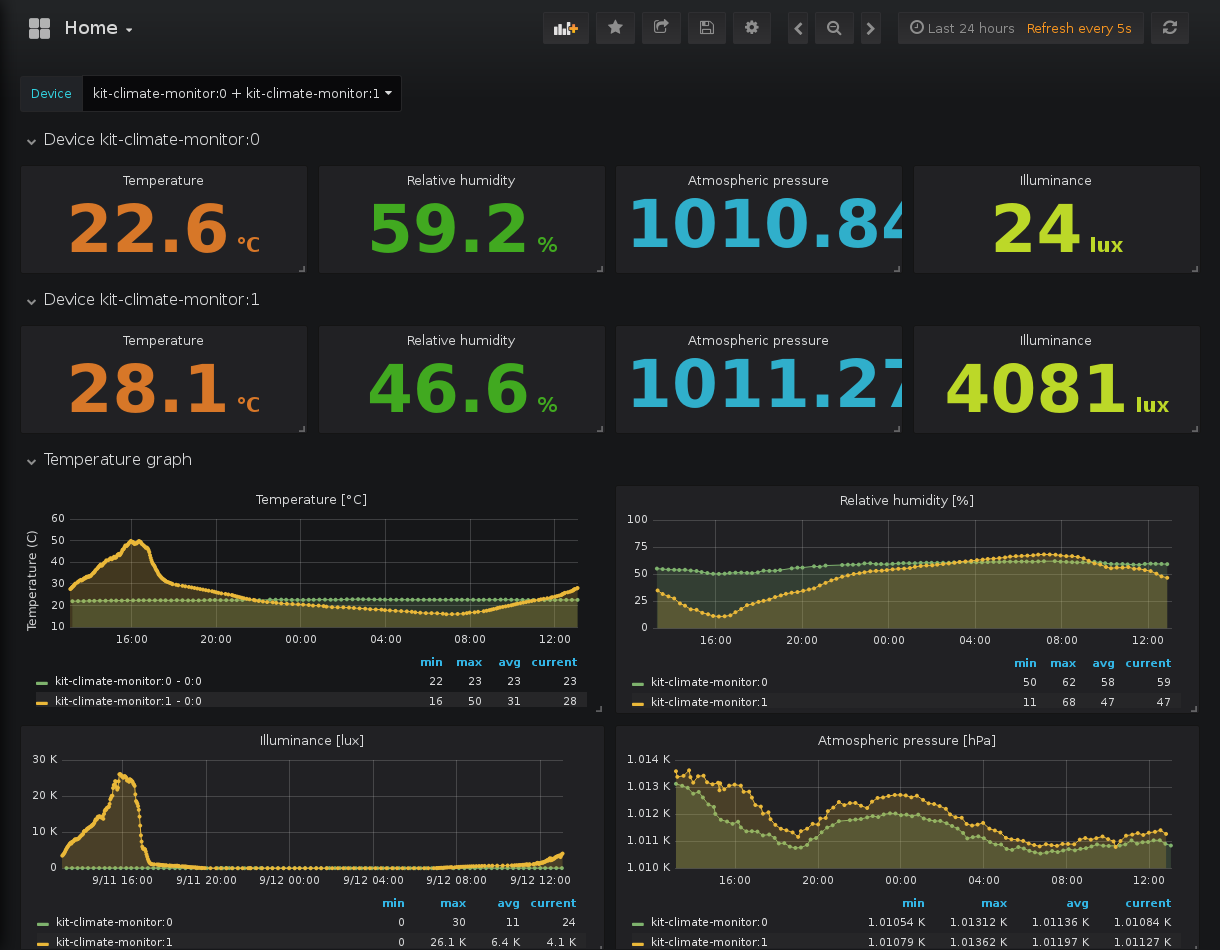 Home
Last 24 hours Refresh every 5s
Device kit-climate-monitor:0 + kit-climate-monitor:1
Device kit-climate-monitor:0
Temperature Relative humidity Atmospheric pressure Illuminance
22.6 °C 59.2 % 1010.84 24 lux
Device kit-climate-monitor:1
Temperature Relative humidity Atmospheric pressure Illuminance
28.1 °C 46.6 % 1011.27 4081 lux
Temperature graph
Temperature [°C]
Temperature (C)
60
50
40
30
20
10
16:00 20:00 00:00 04:00 08:00 12:00
min max avg current
kit-climate-monitor:0 - 0:0 22 23 23 23
kit-climate-monitor:1 - 0:0 16 50 31 28
Relative humidity [%]
100
75
50
25
0
16:00 20:00 00:00 04:00 08:00 12:00
min max avg current
kit-climate-monitor:0 50 62 58 59
kit-climate-monitor:1 11 68 47 47
Illuminance [lux]
30 K
20 K
10 K
0
9/11 16:00 9/11 20:00 9/12 00:00 9/12 04:00 9/12 08:00 9/12 12:00
min max avg current
kit-climate-monitor:0 0 30 11 24
kit-climate-monitor:1 0 26.1 K 6.4 K 4.1 K
Atmospheric pressure [hPa]
1.014 K
1.013 K
1.012 K
1.011 K
1.010 K
16:00 20:00 00:00 04:00 08:00 12:00
min max avg current
kit-climate-monitor:0 1.01054 K 1.01312 K 1.01136 K 1.01084 K
kit-climate-monitor:1 1.01079 K 1.01362 K 1.01197 K 1.01127 K